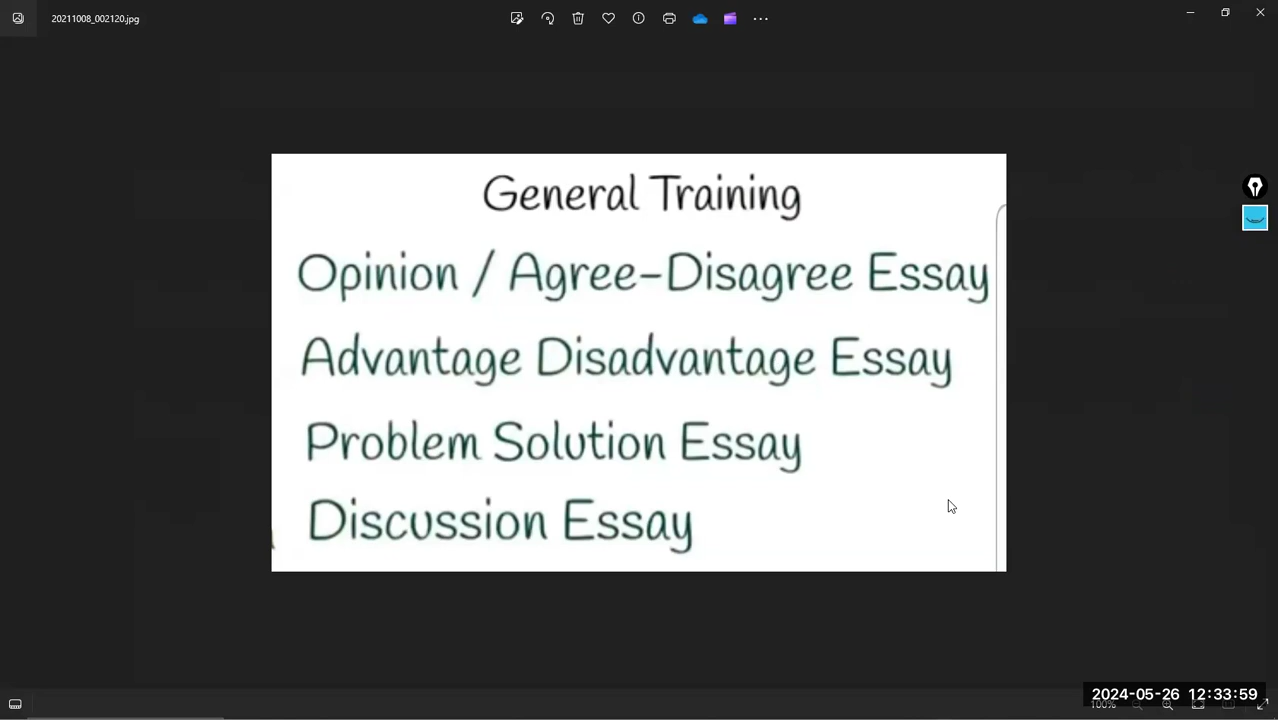 20211008_002120.jpg
General Training
Opinion / Agree-Disagree Essay
Advantage Disadvantage Essay
Problem Solution Essay
Discussion Essay
2024-05-26 12:33:59
100%